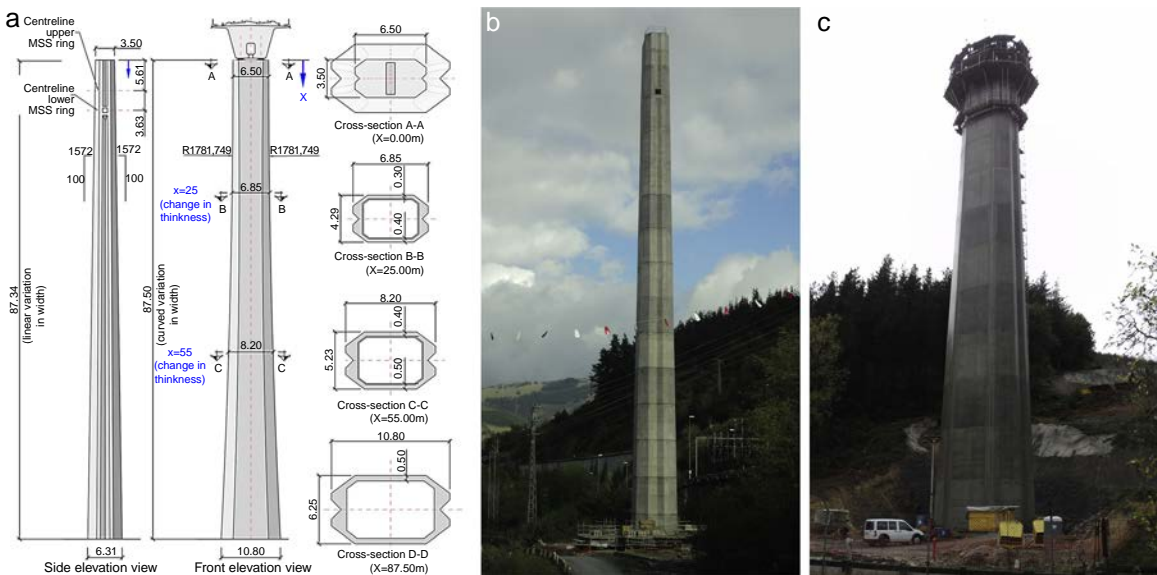 a
Centreline
upper
MSS ring
3.50
5.61
Centreline
lower
MSS ring
3.63
1572
100
1572
100
87.34
(linear variation
in width)
6.31
Side elevation view
A
A
6.50
X
R1781,749
R1781,749
x=25
(change in
thinkness)
6.85
B
B
87.50
(curved variation
in width)
x=55
(change in
thinkness)
8.20
C
C
10.80
Front elevation view
6.50
3.50
Cross-section A-A
(X=0.00m)
6.85
0.30
4.29
0.40
Cross-section B-B
(X=25.00m)
8.20
0.40
5.23
0.50
Cross-section C-C
(X=55.00m)
10.80
0.50
6.25
Cross-section D-D
(X=87.50m)
b
c